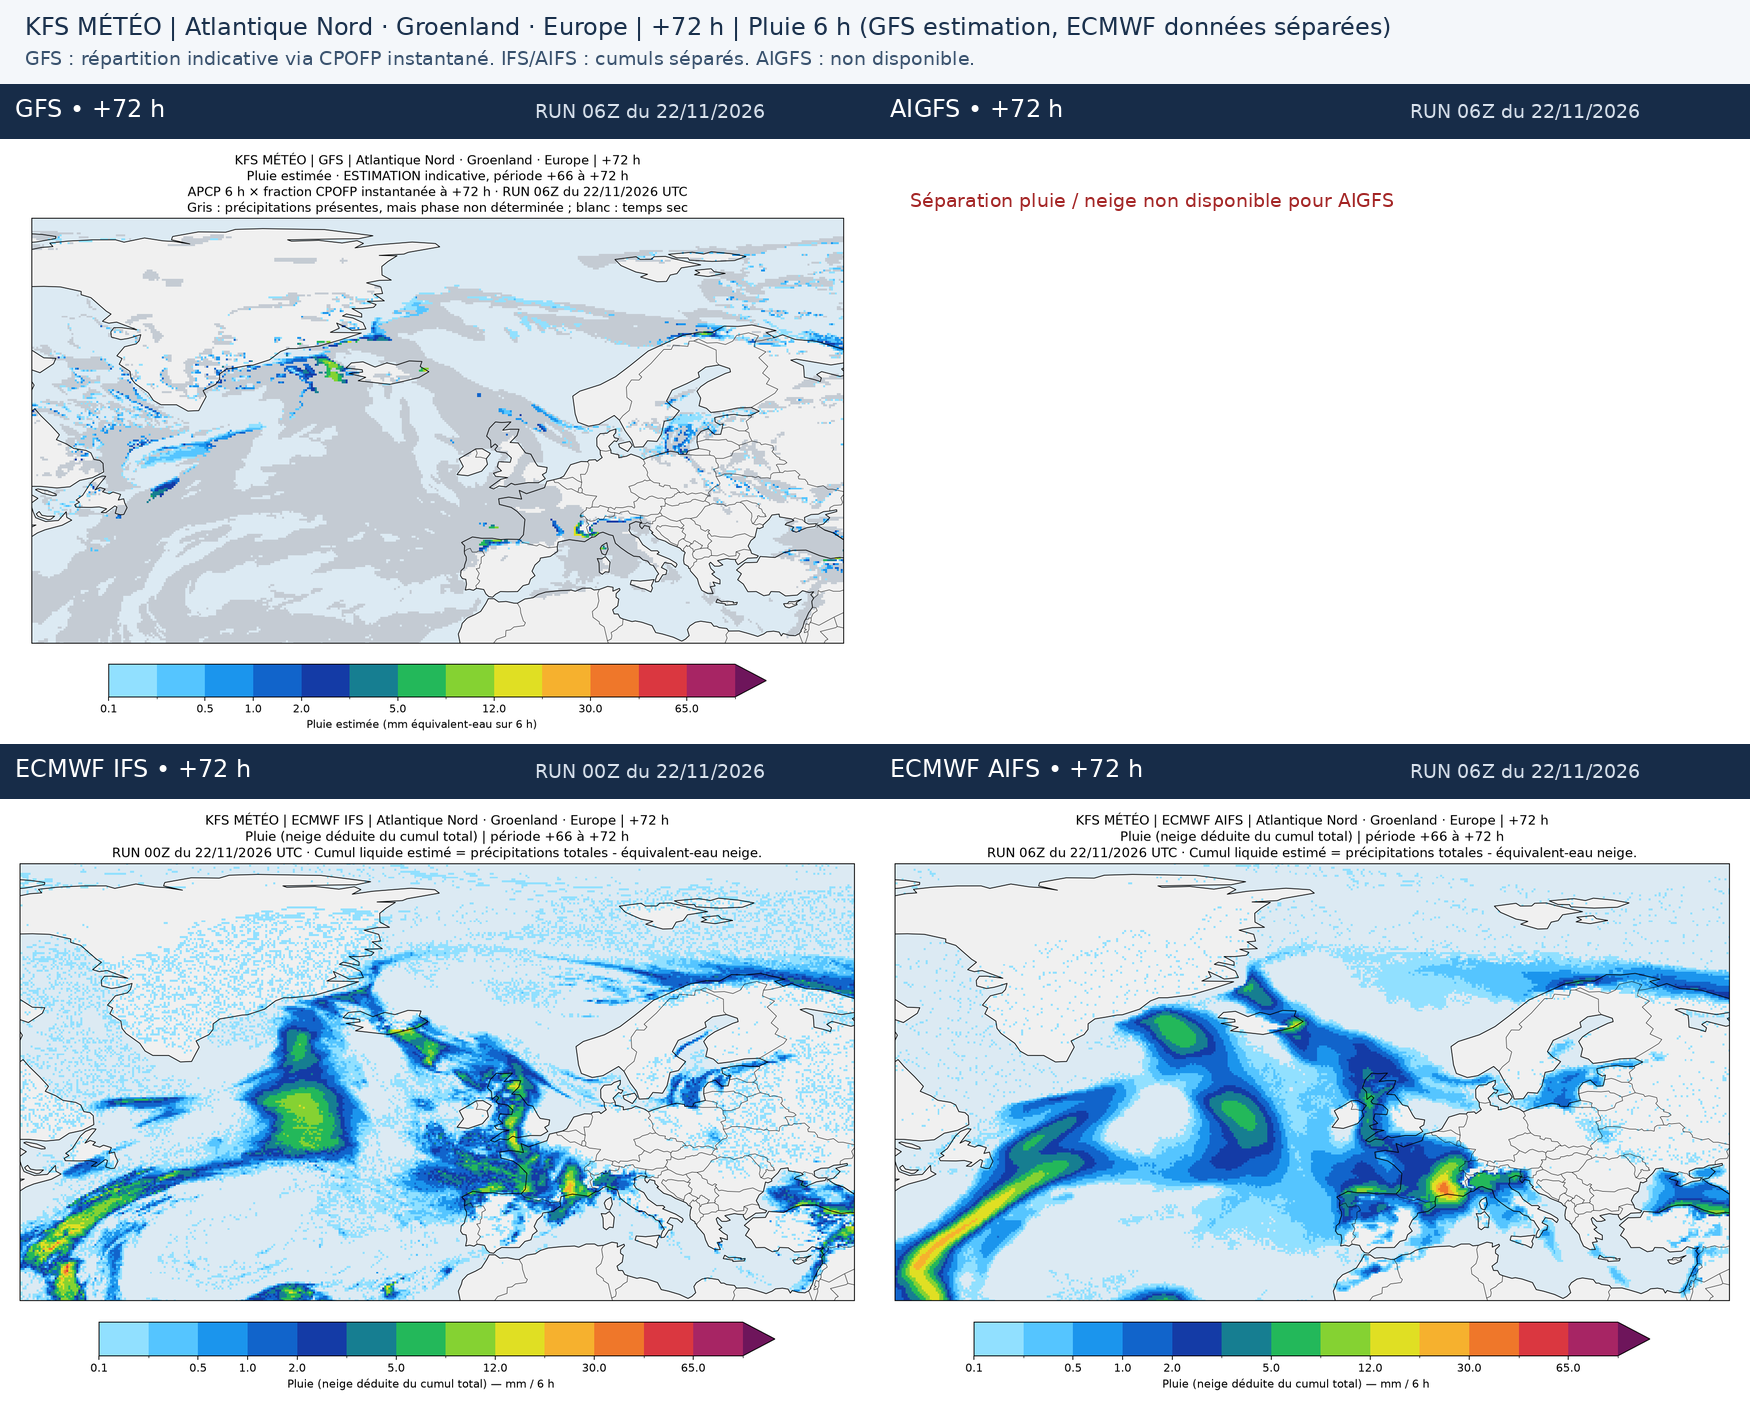 KFS MÉTÉO | Atlantique Nord · Groenland · Europe | +72 h | Pluie 6 h (GFS estimation, ECMWF données séparées)
GFS : répartition indicative via CPOFP instantané. IFS/AIFS : cumuls séparés. AIGFS : non disponible.
GFS • +72 h
RUN 06Z du 22/11/2026
AIGFS • +72 h
RUN 06Z du 22/11/2026
KFS MÉTÉO | GFS | Atlantique Nord · Groenland · Europe | +72 h
Pluie estimée · ESTIMATION indicative, période +66 à +72 h
APCP 6 h × fraction CPOFP instantanée à +72 h · RUN 06Z du 22/11/2026 UTC
Gris : précipitations présentes, mais phase non déterminée ; blanc : temps sec
Séparation pluie / neige non disponible pour AIGFS
0.1 0.5 1.0 2.0 5.0 12.0 30.0 65.0
Pluie estimée (mm équivalent-eau sur 6 h)
ECMWF IFS • +72 h
RUN 00Z du 22/11/2026
ECMWF AIFS • +72 h
RUN 06Z du 22/11/2026
KFS MÉTÉO | ECMWF IFS | Atlantique Nord · Groenland · Europe | +72 h
Pluie (neige déduite du cumul total) | période +66 à +72 h
RUN 00Z du 22/11/2026 UTC · Cumul liquide estimé = précipitations totales - équivalent-eau neige.
0.1 0.5 1.0 2.0 5.0 12.0 30.0 65.0
Pluie (neige déduite du cumul total) — mm / 6 h
KFS MÉTÉO | ECMWF AIFS | Atlantique Nord · Groenland · Europe | +72 h
Pluie (neige déduite du cumul total) | période +66 à +72 h
RUN 06Z du 22/11/2026 UTC · Cumul liquide estimé = précipitations totales - équivalent-eau neige.
0.1 0.5 1.0 2.0 5.0 12.0 30.0 65.0
Pluie (neige déduite du cumul total) — mm / 6 h